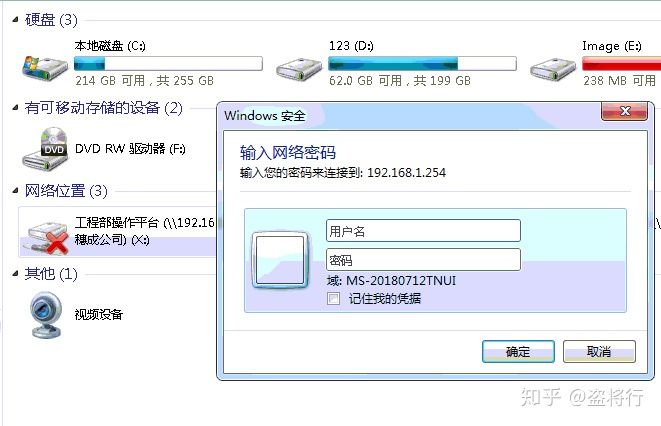 硬盘 (3)
本地磁盘 (C:)
214 GB 可用，共 255 GB
123 (D:)
62.0 GB 可用，共 199 GB
Image (E:)
238 MB 可用
有可移动存储的设备 (2)
DVD RW 驱动器 (F:)
网络位置 (3)
工程部操作平台 (\\192.16
穗成公司) (X:)
其他 (1)
视频设备
Windows 安全
输入网络密码
输入您的密码来连接到: 192.168.1.254
用户名
密码
域: MS-20180712TNUI
记住我的凭据
确定
取消
知乎 @盗将行